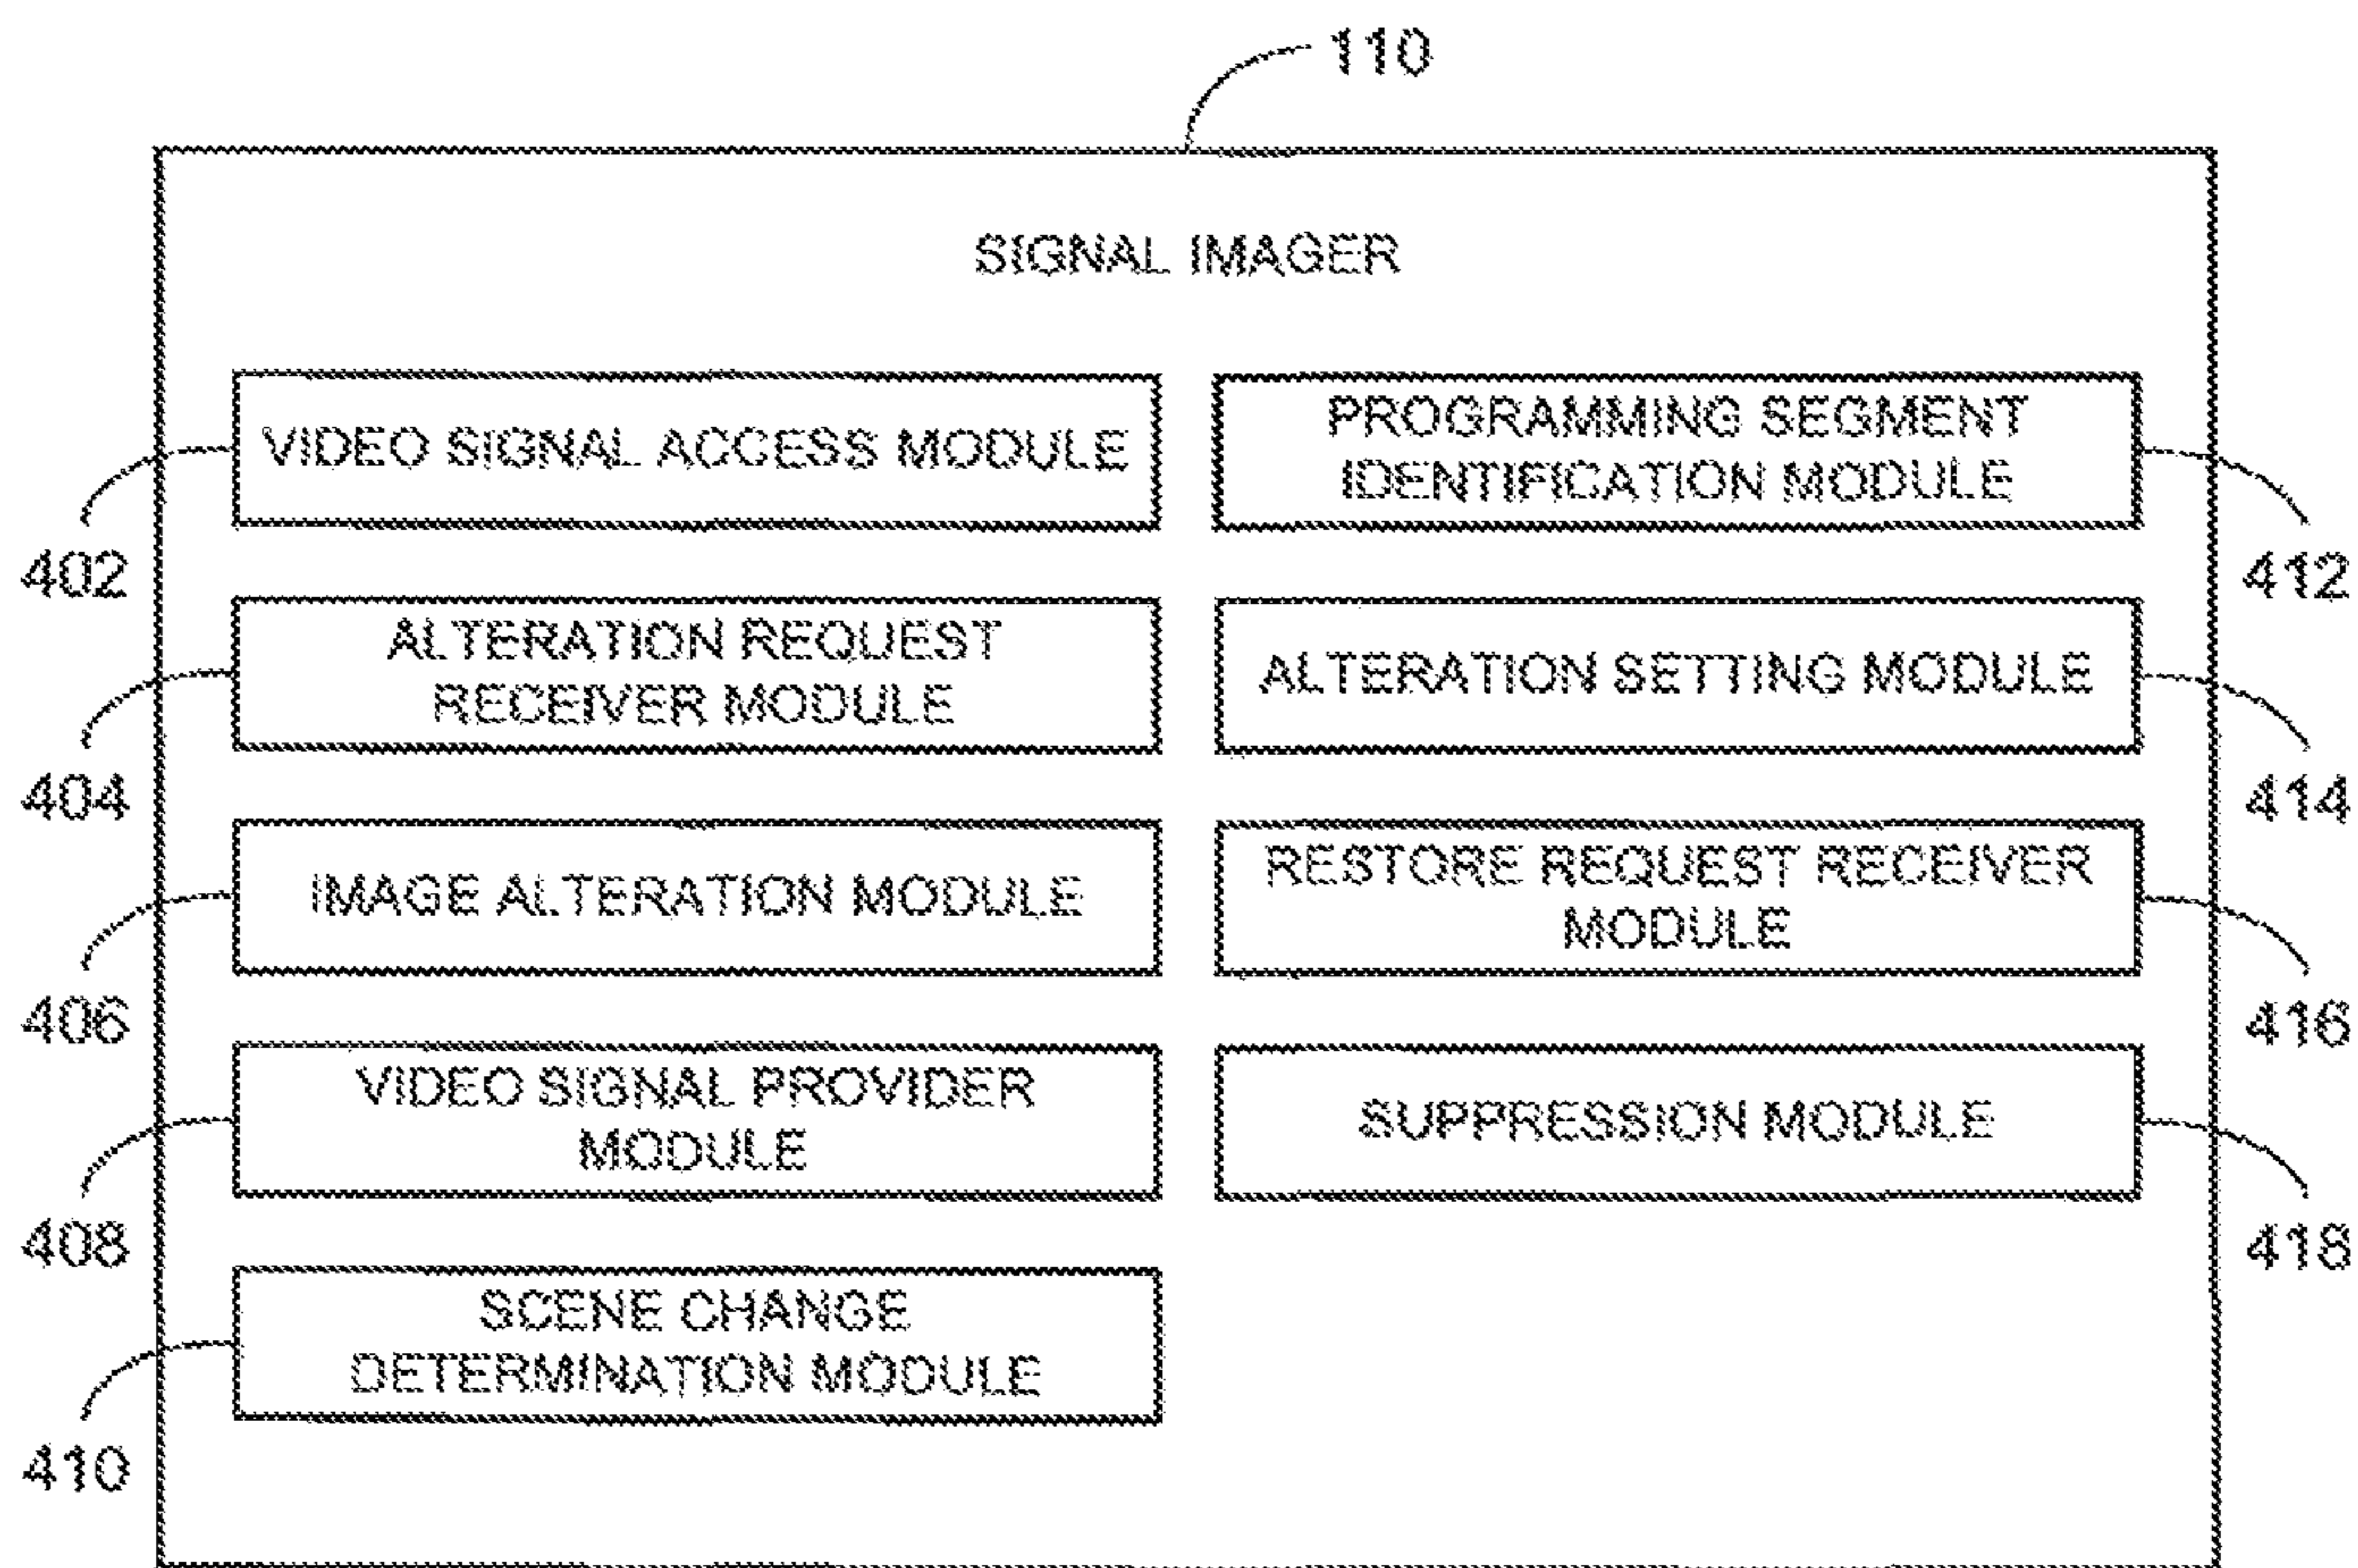 110
SIGNAL IMAGER
VIDEO SIGNAL ACCESS MODULE
402
ALTERATION REQUEST
RECEIVER MODULE
404
IMAGE ALTERATION MODULE
406
VIDEO SIGNAL PROVIDER
MODULE
408
SCENE CHANGE
DETERMINATION MODULE
410
PROGRAMMING SEGMENT
IDENTIFICATION MODULE
412
ALTERATION SETTING MODULE
414
RESTORE REQUEST RECEIVER
MODULE
416
SUPPRESSION MODULE
418